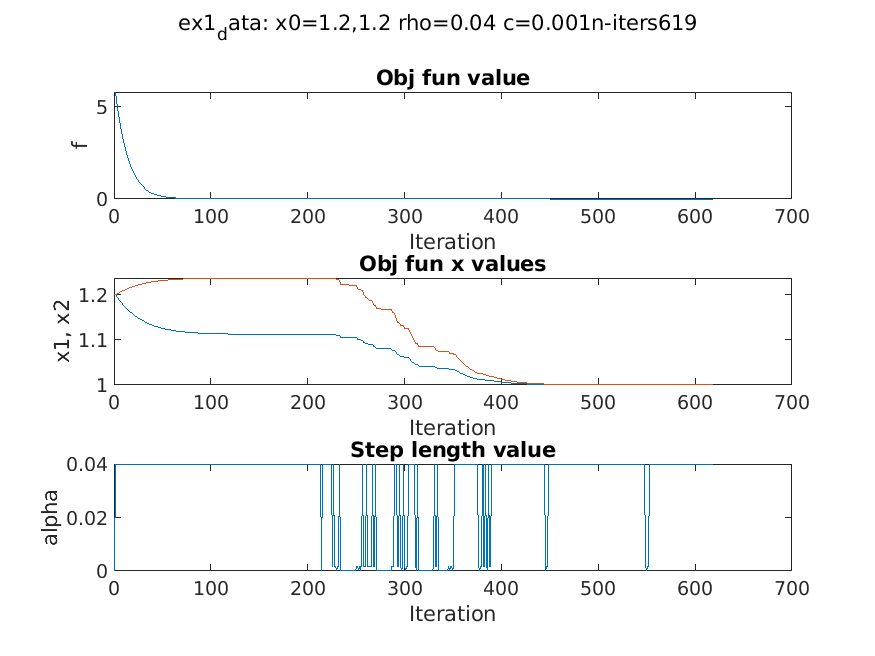 ex1_data: x0=1.2,1.2 rho=0.04 c=0.001n-iters619
Obj fun value
5
0
f
0 100 200 300 400 500 600 700
Iteration
Obj fun x values
1.2
1.1
1
x1, x2
0 100 200 300 400 500 600 700
Iteration
Step length value
0.04
0.02
0
alpha
0 100 200 300 400 500 600 700
Iteration